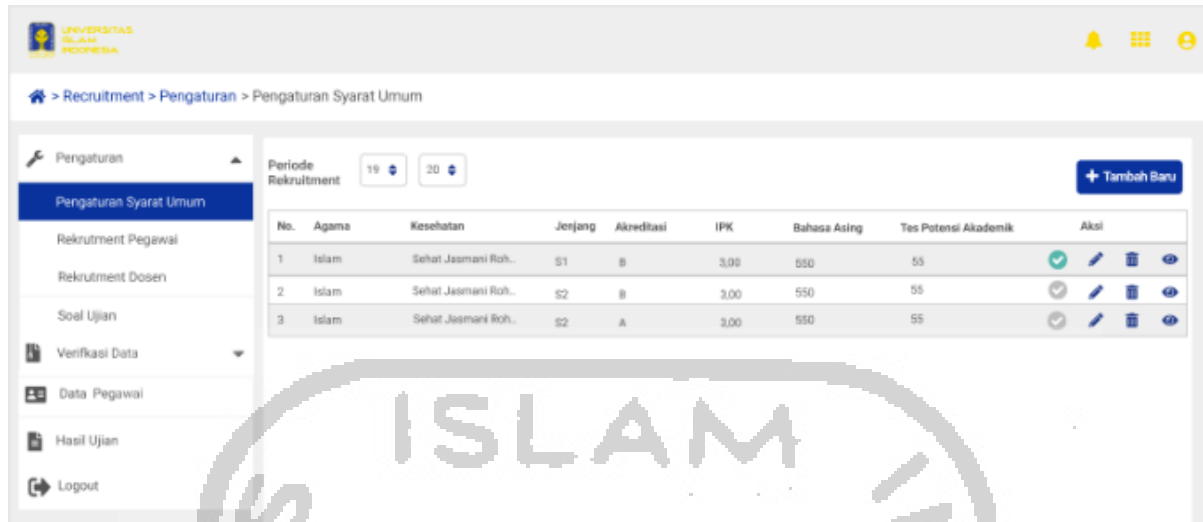 UNIVERSITAS
ISLAM
INDONESIA
> Recruitment > Pengaturan > Pengaturan Syarat Umum
Pengaturan
Pengaturan Syarat Umum
Rekrutment Pegawai
Rekrutment Dosen
Soal Ujian
Verifkasi Data
Data Pegawai
Hasil Ujian
Logout
Periode
Rekruitment
19 20
+ Tambah Baru
No. Agama Kesehatan Jenjang Akreditasi IPK Bahasa Asing Tes Potensi Akademik Aksi
1 Islam Sehat Jasmani Roh.. S1 B 3,00 550 55
2 Islam Sehat Jasmani Roh.. S2 B 3,00 550 55
3 Islam Sehat Jasmani Roh.. S2 A 3,00 550 55
ISLAM